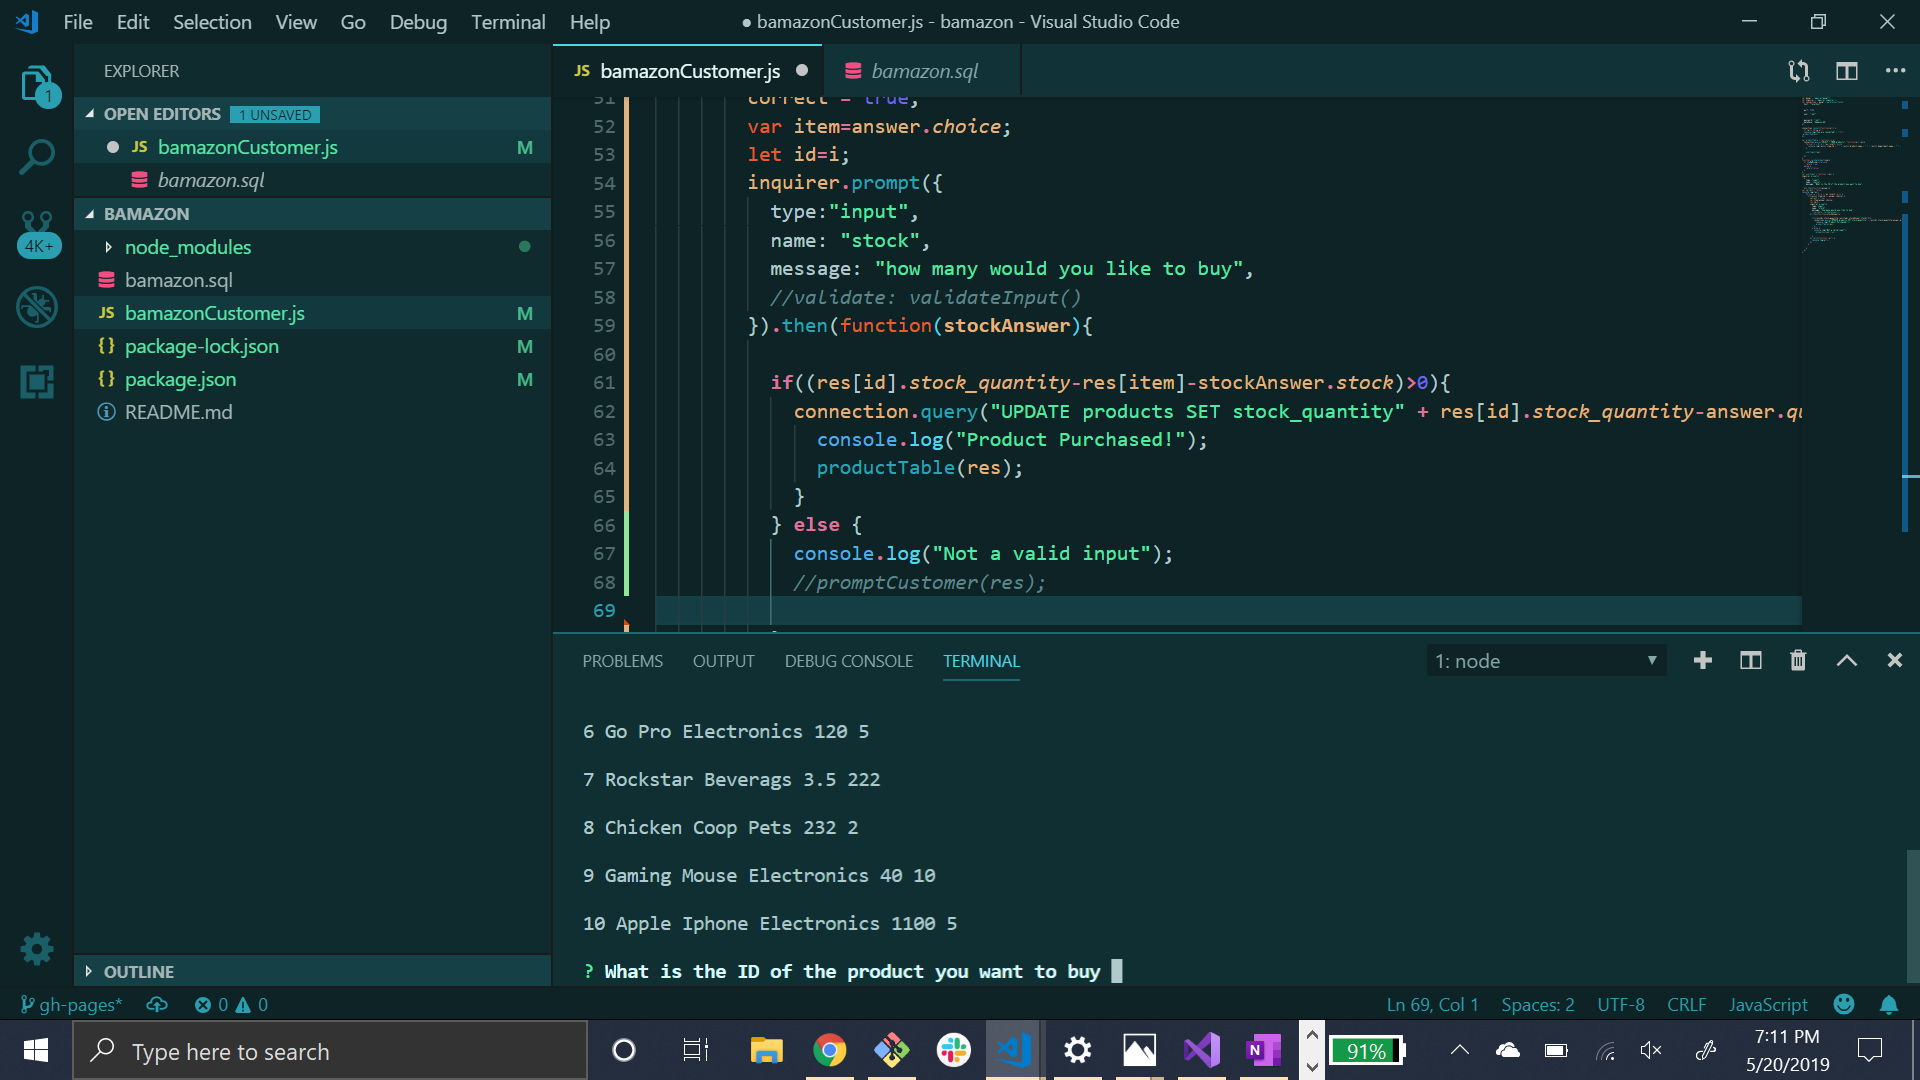 File Edit Selection View Go Debug Terminal Help
● bamazonCustomer.js - bamazon - Visual Studio Code
EXPLORER
OPEN EDITORS 1 UNSAVED
JS bamazonCustomer.js M
bamazon.sql
BAMAZON
node_modules
bamazon.sql
JS bamazonCustomer.js M
{} package-lock.json M
{} package.json M
README.md
OUTLINE
1
4K+
JS bamazonCustomer.js ●
bamazon.sql
51 correct = true;
52 var item=answer.choice;
53 let id=i;
54 inquirer.prompt({
55 type:"input",
56 name: "stock",
57 message: "how many would you like to buy",
58 //validate: validateInput()
59 }).then(function(stockAnswer){
60
61 if((res[id].stock_quantity-res[item]-stockAnswer.stock)>0){
62 connection.query("UPDATE products SET stock_quantity" + res[id].stock_quantity-answer.qu
63 console.log("Product Purchased!");
64 productTable(res);
65 }
66 } else {
67 console.log("Not a valid input");
68 //promptCustomer(res);
69
PROBLEMS OUTPUT DEBUG CONSOLE TERMINAL
1: node
6 Go Pro Electronics 120 5
7 Rockstar Beverags 3.5 222
8 Chicken Coop Pets 232 2
9 Gaming Mouse Electronics 40 10
10 Apple Iphone Electronics 1100 5
? What is the ID of the product you want to buy
gh-pages* 0 0
Ln 69, Col 1 Spaces: 2 UTF-8 CRLF JavaScript
Type here to search
N
91%
7:11 PM
5/20/2019